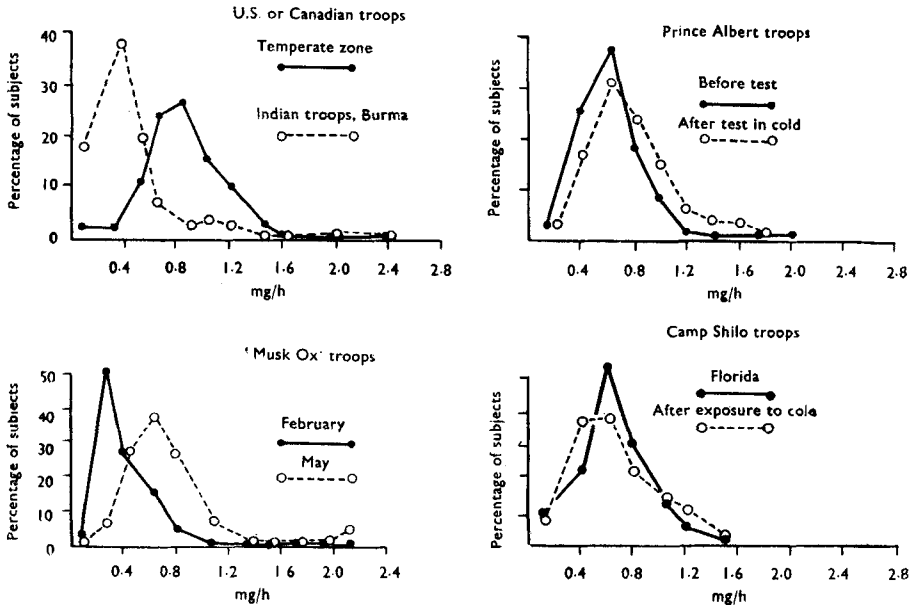 U.S. or Canadian troops
Temperate zone
Indian troops, Burma
Percentage of subjects
40
30
20
10
0
0·4
0·8
1·2
1·6
2·0
2·4
2·8
mg/h
Prince Albert troops
Before test
After test in cold
Percentage of subjects
0·4
0·8
1·2
1·6
2·0
2·4
2·8
mg/h
'Musk Ox' troops
February
May
Percentage of subjects
50
40
30
20
10
0
0·4
0·8
1·2
1·6
2·0
2·4
2·8
mg/h
Camp Shilo troops
Florida
After exposure to cold
Percentage of subjects
0·4
0·8
1·2
1·6
2·0
2·4
2·8
mg/h